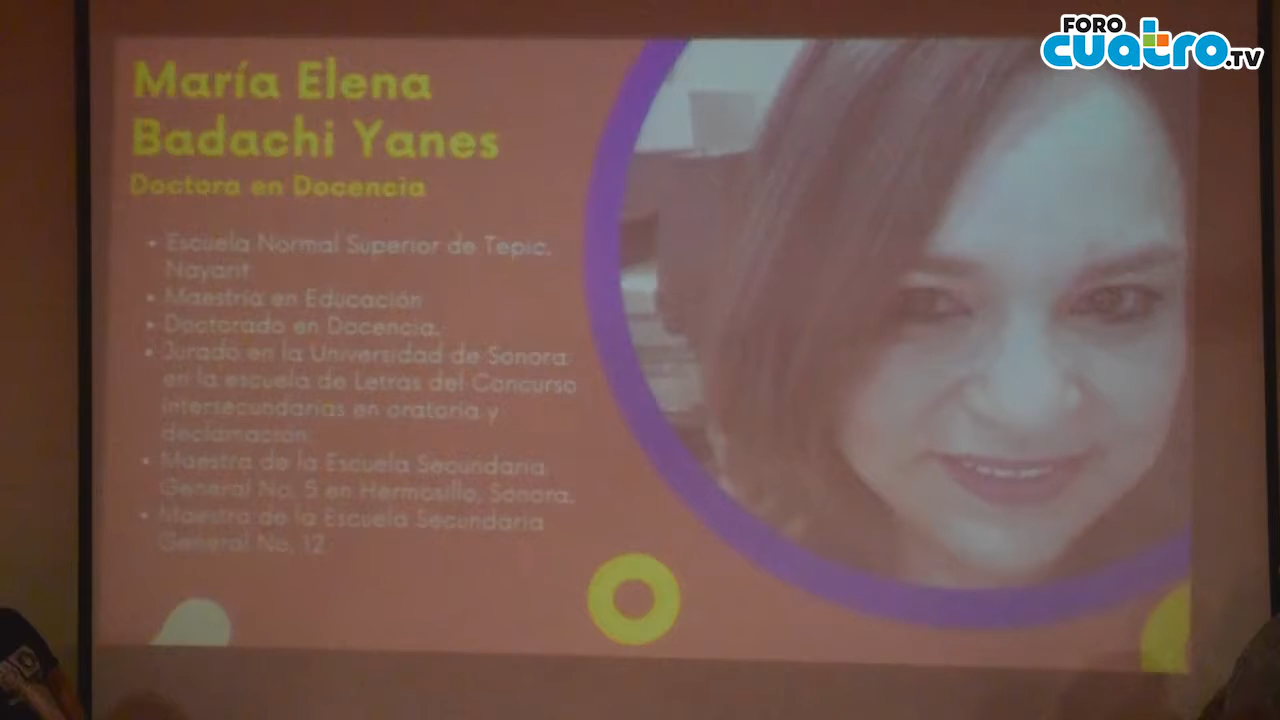 FORO
cuatro.TV
María Elena
Badachi Yanes
Doctora en Docencia
• Escuela Normal Superior de Tepic,
Nayarit
• Maestría en Educación
• Doctorado en Docencia.
• Jurado en la Universidad de Sonora
en la escuela de Letras del Concurso
intersecundarias en oratoria y
declamación.
• Maestra de la Escuela Secundaria
General No. 5 en Hermosillo, Sonora.
• Maestra de la Escuela Secundaria
General No. 12